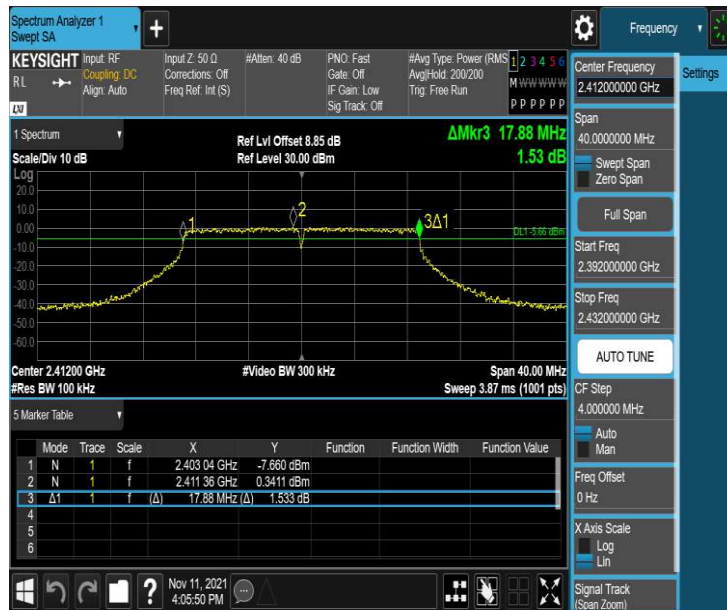 Spectrum Analyzer 1
Swept SA
Frequency
KEYSIGHT
Input: RF
Coupling: DC
Align: Auto
Input Z: 50 Ω
Corrections: Off
Freq Ref: Int (S)
#Atten: 40 dB
PNO: Fast
Gate: Off
IF Gain: Low
Sig Track: Off
#Avg Type: Power (RMS
Avg|Hold: 200/200
Trig: Free Run
1 2 3 4 5 6
M W W W W W
P P P P P P
R L
LXI
1 Spectrum
Scale/Div 10 dB
Ref Lvl Offset 8.85 dB
Ref Level 30.00 dBm
ΔMkr3 17.88 MHz
1.53 dB
Log
20.0
10.0
0.00
-10.0
-20.0
-30.0
-40.0
-50.0
-60.0
1
2
3Δ1
DL1 -5.66 dBm
Center 2.41200 GHz
#Res BW 100 kHz
#Video BW 300 kHz
Span 40.00 MHz
Sweep 3.87 ms (1001 pts)
5 Marker Table
Mode Trace Scale X Y Function Function Width Function Value
1 N 1 f 2.403 04 GHz -7.660 dBm
2 N 1 f 2.411 36 GHz 0.3411 dBm
3 Δ1 1 f (Δ) 17.88 MHz (Δ) 1.533 dB
4
5
6
Nov 11, 2021
4:05:50 PM
Settings
Center Frequency
2.412000000 GHz
Span
40.0000000 MHz
Swept Span
Zero Span
Full Span
Start Freq
2.392000000 GHz
Stop Freq
2.432000000 GHz
AUTO TUNE
CF Step
4.000000 MHz
Auto
Man
Freq Offset
0 Hz
X Axis Scale
Log
Lin
Signal Track
(Span Zoom)